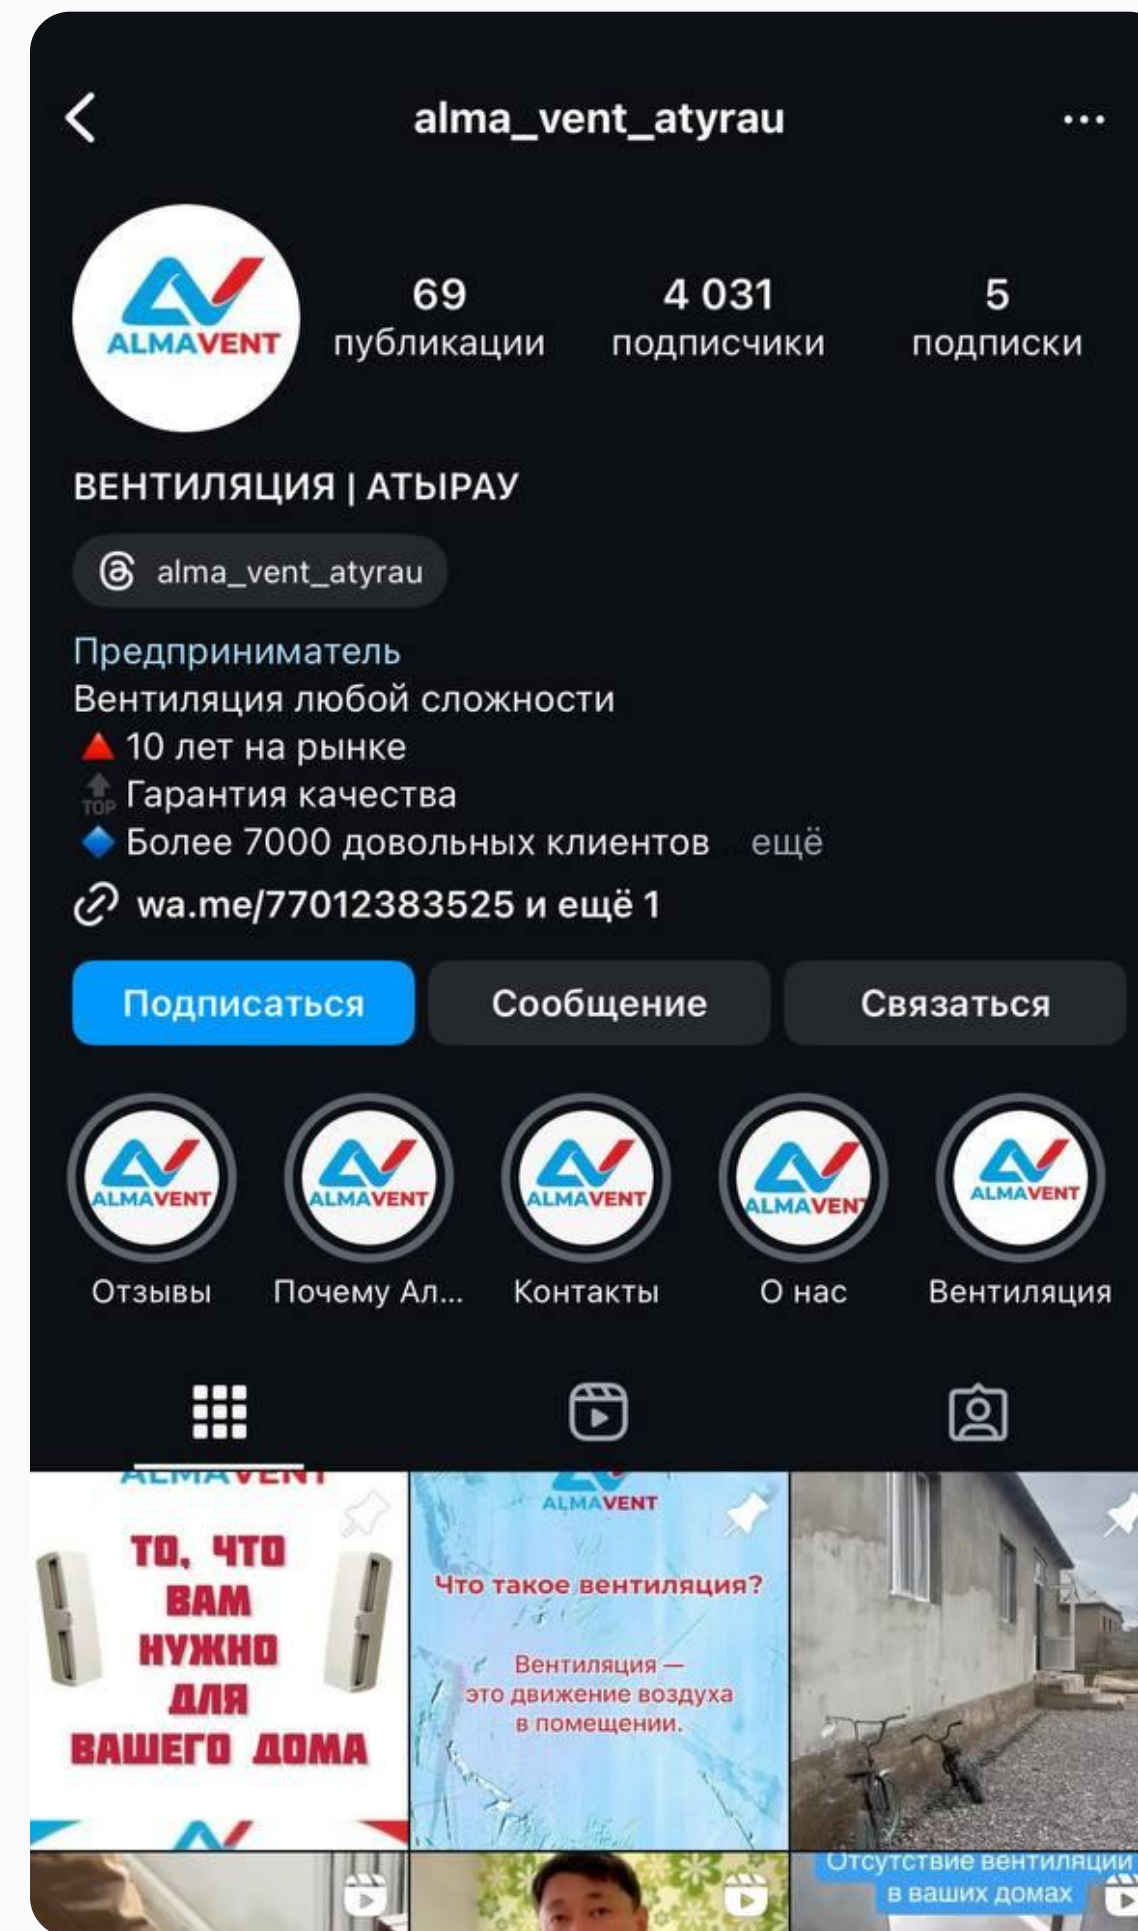 alma_vent_atyrau
ALMAVENT
69
публикации
4 031
подписчики
5
подписки
ВЕНТИЛЯЦИЯ | АТЫРАУ
alma_vent_atyrau
Предприниматель
Вентиляция любой сложности
🔺 10 лет на рынке
🔝 Гарантия качества
🔹 Более 7000 довольных клиентов ещё
wa.me/77012383525 и ещё 1
Подписаться
Сообщение
Связаться
ALMAVENT
ALMAVENT
ALMAVENT
ALMAVENT
ALMAVENT
Отзывы
Почему Ал...
Контакты
О нас
Вентиляция
ALMAVENT
ТО, ЧТО
ВАМ
НУЖНО
ДЛЯ
ВАШЕГО ДОМА
ALMAVENT
Что такое вентиляция?
Вентиляция —
это движение воздуха
в помещении.
Отсутствие вентиляции
в ваших домах